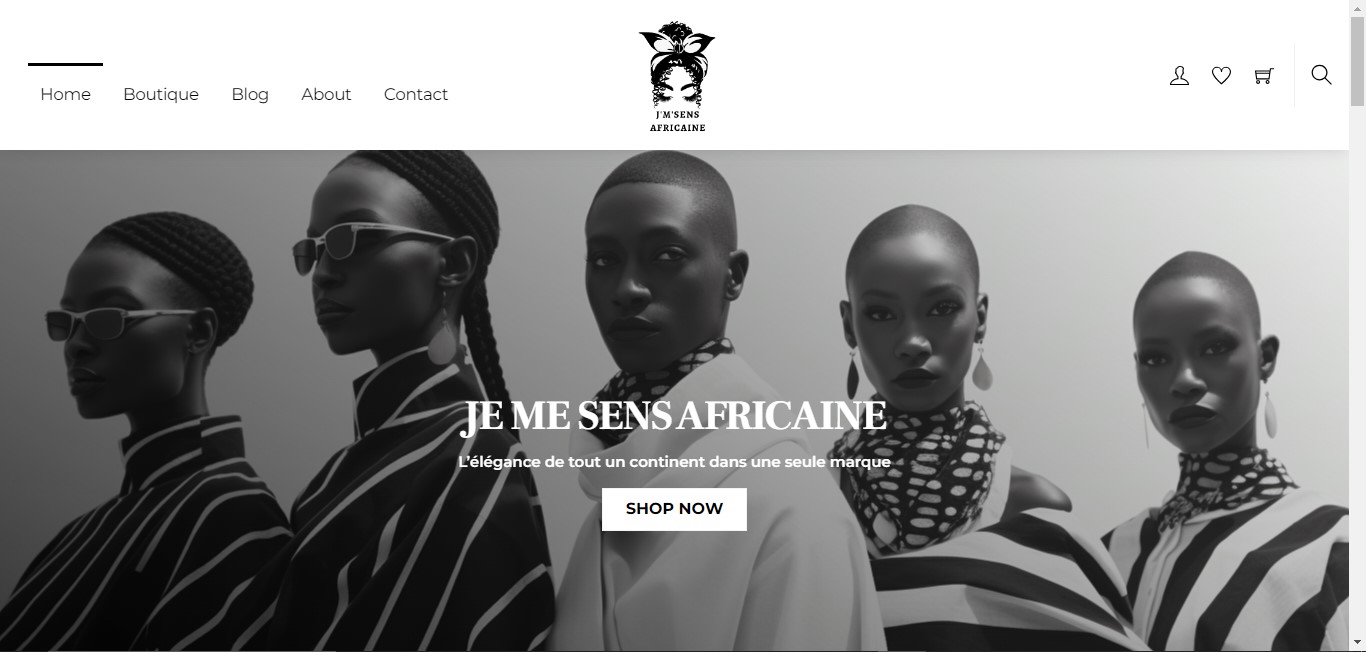 Home
Boutique
Blog
About
Contact
J'M'SENS
AFRICAINE
JE ME SENS AFRICAINE
L'élégance de tout un continent dans une seule marque
SHOP NOW